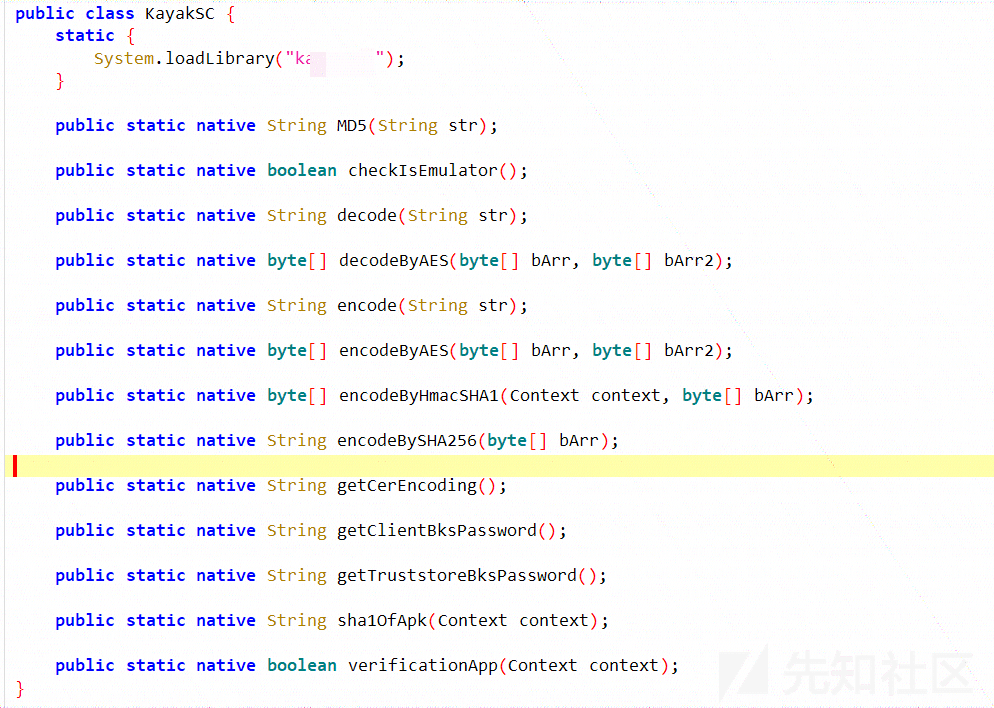 public class KayakSC {
static {
System.loadLibrary("ka");
}
public static native String MD5(String str);
public static native boolean checkIsEmulator();
public static native String decode(String str);
public static native byte[] decodeByAES(byte[] bArr, byte[] bArr2);
public static native String encode(String str);
public static native byte[] encodeByAES(byte[] bArr, byte[] bArr2);
public static native byte[] encodeByHmacSHA1(Context context, byte[] bArr);
public static native String encodeBySHA256(byte[] bArr);
public static native String getCerEncoding();
public static native String getClientBksPassword();
public static native String getTruststoreBksPassword();
public static native String sha1OfApk(Context context);
public static native boolean verificationApp(Context context);
}
先知社区